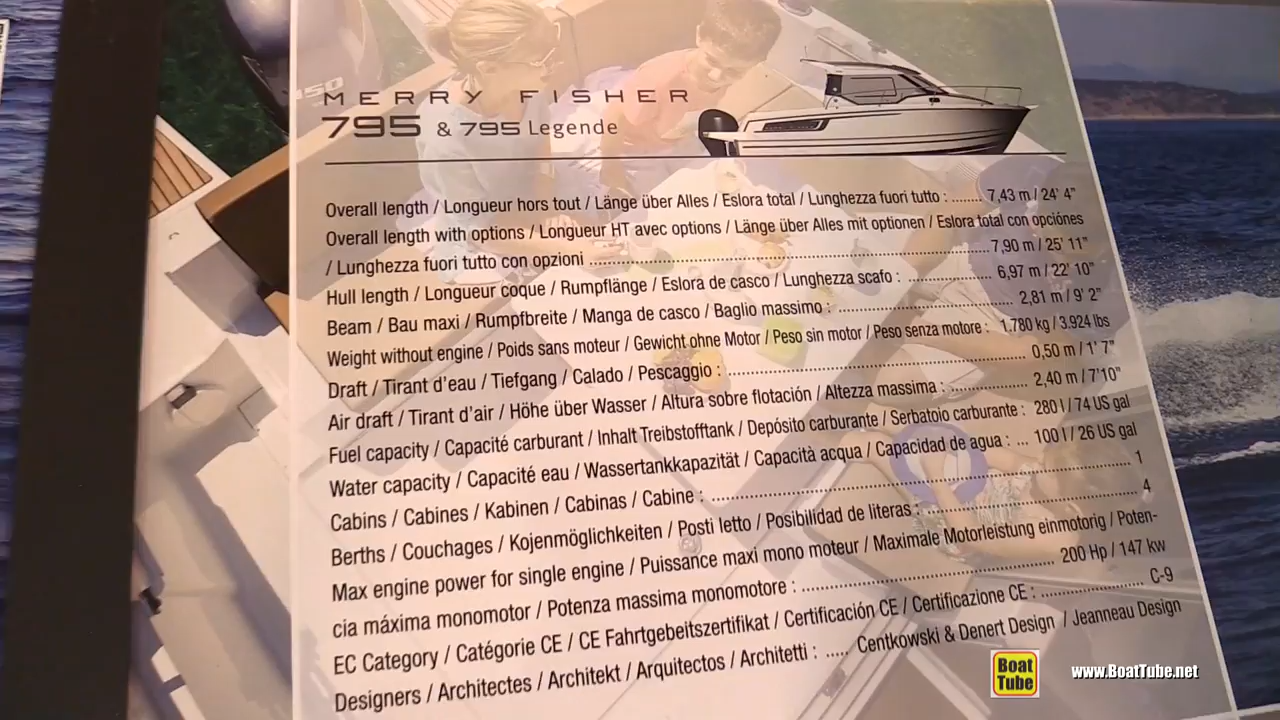 150
MERRY FISHER
795 & 795 Legende
Overall length / Longueur hors tout / Länge über Alles / Eslora total / Lunghezza fuori tutto : ........ 7,43 m / 24' 4"
Overall length with options / Longueur HT avec options / Länge über Alles mit optionen / Eslora total con opciónes
/ Lunghezza fuori tutto con opzioni ........ 7,90 m / 25' 11"
Hull length / Longueur coque / Rumpflänge / Eslora de casco / Lunghezza scafo : ........ 6,97 m / 22' 10"
Beam / Bau maxi / Rumpfbreite / Manga de casco / Baglio massimo : ........ 2,81 m / 9' 2"
Weight without engine / Poids sans moteur / Gewicht ohne Motor / Peso sin motor / Peso senza motore : 1.780 kg / 3.924 lbs
Draft / Tirant d'eau / Tiefgang / Calado / Pescaggio : ........ 0,50 m / 1' 7"
Air draft / Tirant d'air / Höhe über Wasser / Altura sobre flotación / Altezza massima : ........ 2,40 m / 7'10"
Fuel capacity / Capacité carburant / Inhalt Treibstofftank / Depósito carburante / Serbatoio carburante : 280 l / 74 US gal
Water capacity / Capacité eau / Wassertankkapazität / Capacità acqua / Capacidad de agua : ... 100 l / 26 US gal
Cabins / Cabines / Kabinen / Cabinas / Cabine : ........ 1
Berths / Couchages / Kojenmöglichkeiten / Posti letto / Posibilidad de literas : ........ 4
Max engine power for single engine / Puissance maxi mono moteur / Maximale Motorleistung einmotorig / Poten-
cia máxima monomotor / Potenza massima monomotore : ........ 200 Hp / 147 kw
EC Category / Catégorie CE / CE Fahrtgebeitszertifikat / Certificación CE / Certificazione CE : ........ C-9
Designers / Architectes / Architekt / Arquitectos / Architetti : ..... Centkowski & Denert Design / Jeanneau Design
Boat
Tube
www.BoatTube.net